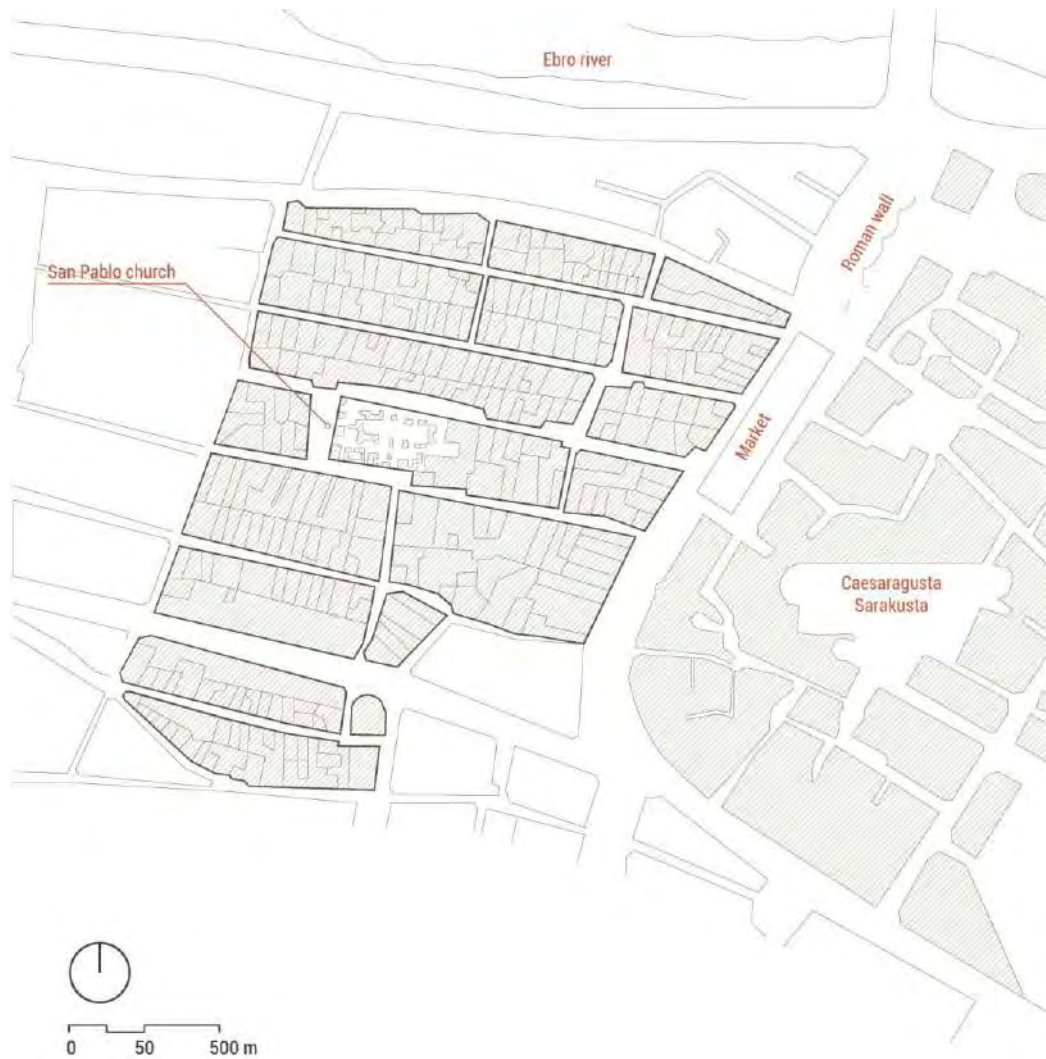 Ebro river
Roman wall
San Pablo church
Market
Caesaragusta
Sarakusta
0 50 500 m